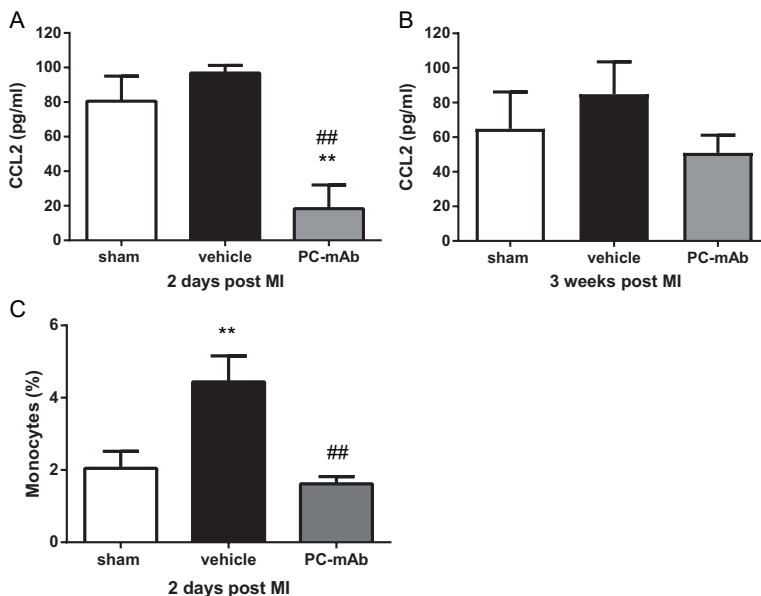 A
CCL2 (pg/ml)
120
100
80
60
40
20
0
##
**
sham vehicle PC-mAb
2 days post MI
B
CCL2 (pg/ml)
120
100
80
60
40
20
0
sham vehicle PC-mAb
3 weeks post MI
C
Monocytes (%)
6
4
2
0
**
##
sham vehicle PC-mAb
2 days post MI